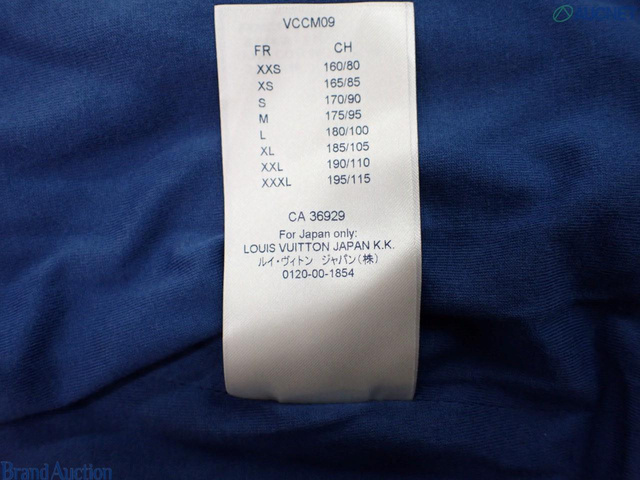 VCCM09
FR CH
XXS 160/80
XS 165/85
S 170/90
M 175/95
L 180/100
XL 185/105
XXL 190/110
XXXL 195/115
CA 36929
For Japan only:
LOUIS VUITTON JAPAN K.K.
ルイ・ヴィトン ジャパン(株)
0120-00-1854
Brand Auction